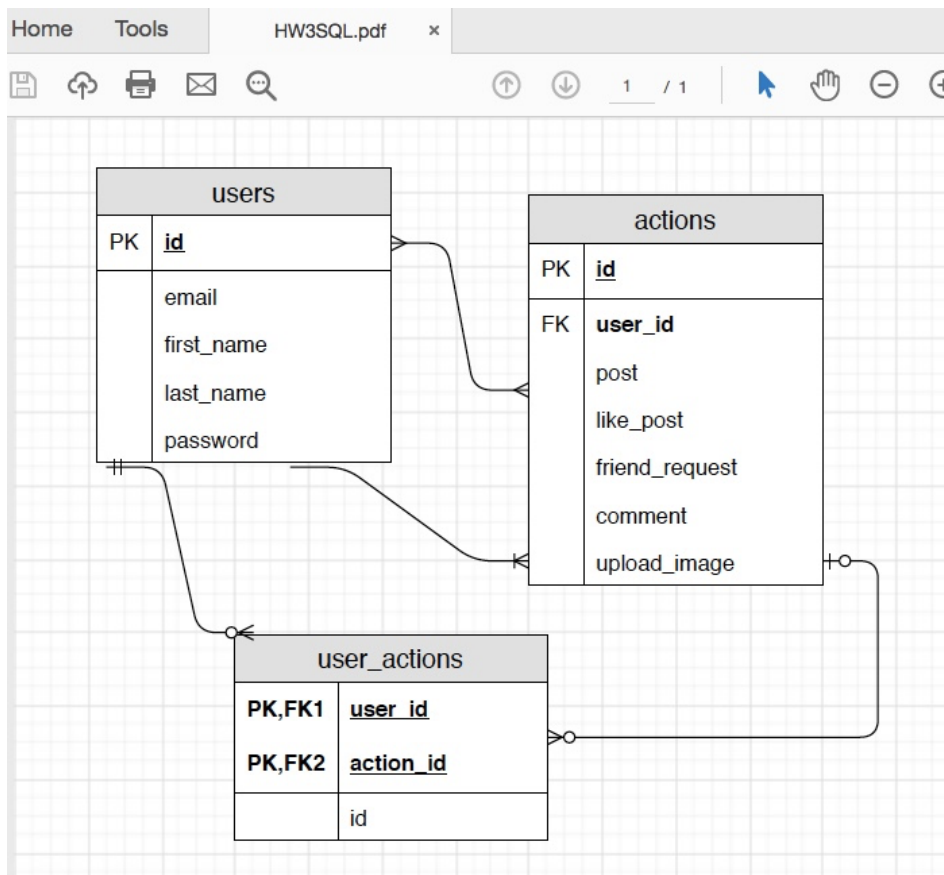 Home Tools HW3SQL.pdf ×
1 / 1
users
PK id
email
first_name
last_name
password
actions
PK id
FK user_id
post
like_post
friend_request
comment
upload_image
user_actions
PK,FK1 user_id
PK,FK2 action_id
id